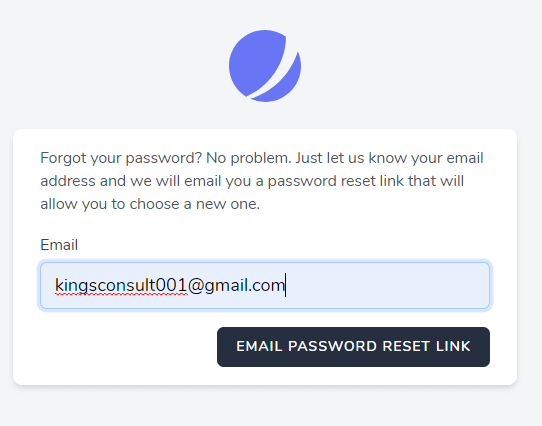 Forgot your password? No problem. Just let us know your email
address and we will email you a password reset link that will
allow you to choose a new one.
Email
kingsconsult001@gmail.com
EMAIL PASSWORD RESET LINK